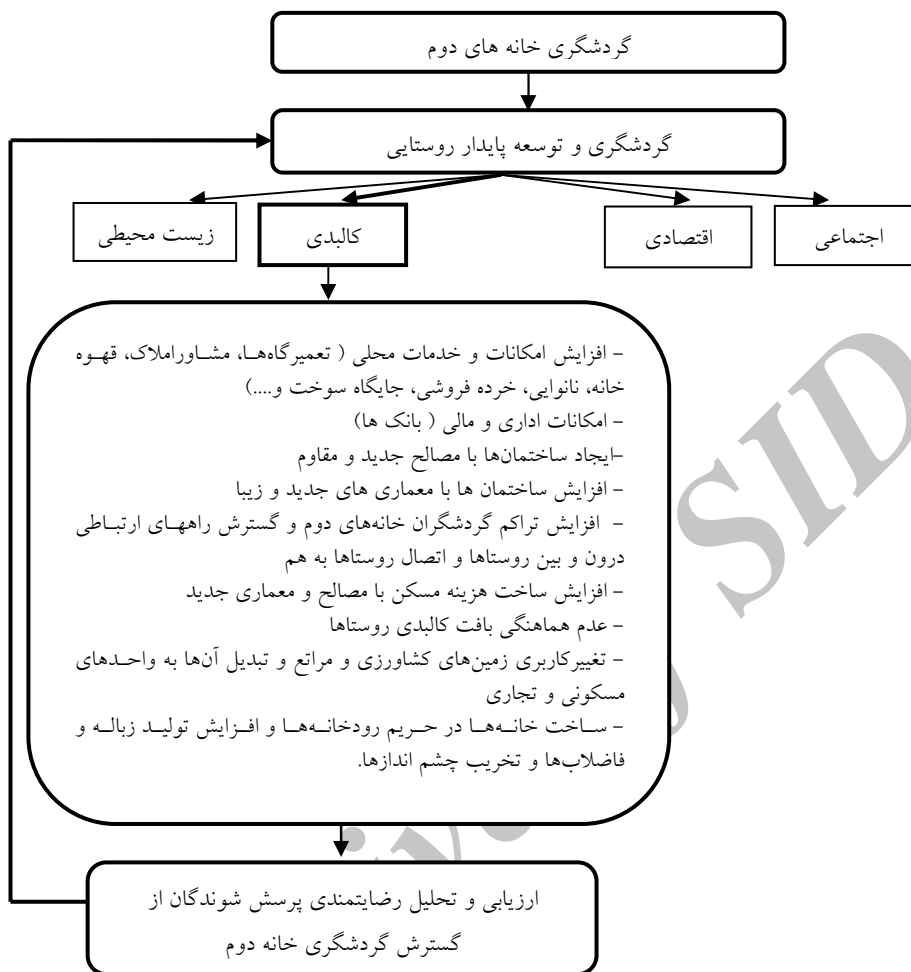 گردشگری خانه های دوم
گردشگری و توسعه پایدار روستایی
اجتماعی
اقتصادی
کالبدی
زیست محیطی
- افزایش امکانات و خدمات محلی ( تعمیرگاه‌ها، مشاوراملاک، قهوه
خانه، نانوایی، خرده فروشی، جایگاه سوخت و....)
- امکانات اداری و مالی ( بانک ها)
-ایجاد ساختمان‌ها با مصالح جدید و مقاوم
- افزایش ساختمان ها با معماری های جدید و زیبا
- افزایش تراکم گردشگران خانه‌های دوم و گسترش راههای ارتباطی
درون و بین روستاها و اتصال روستاها به هم
- افزایش ساخت هزینه مسکن با مصالح و معماری جدید
- عدم هماهنگی بافت کالبدی روستاها
- تغییرکاربری زمین‌های کشاورزی و مراتع و تبدیل آن‌ها به واحدهای
مسکونی و تجاری
- ساخت خانه‌ها در حریم رودخانه‌ها و افزایش تولید زباله و
فاضلاب‌ها و تخریب چشم اندازها.
ارزیابی و تحلیل رضایتمندی پرسش شوندگان از
گسترش گردشگری خانه دوم
SID